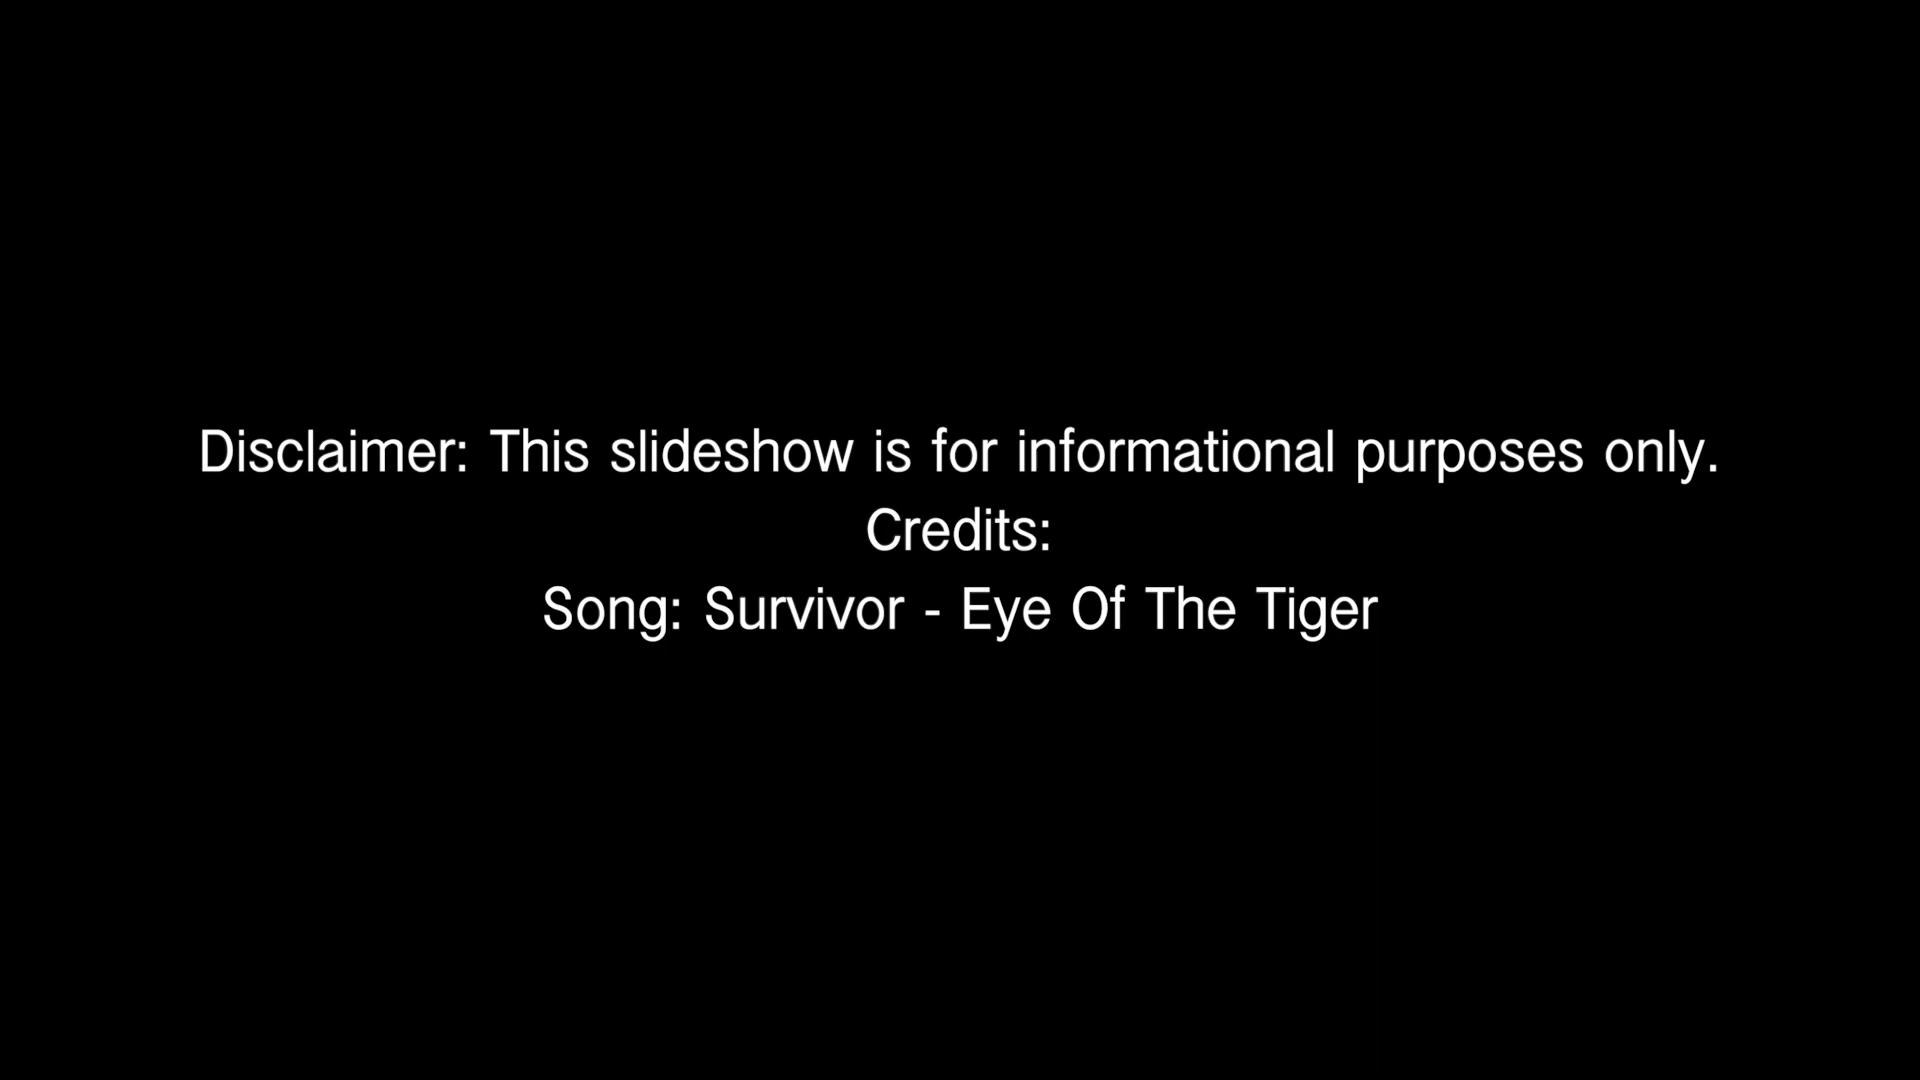 Disclaimer: This slideshow is for informational purposes only.
Credits:
Song: Survivor - Eye Of The Tiger